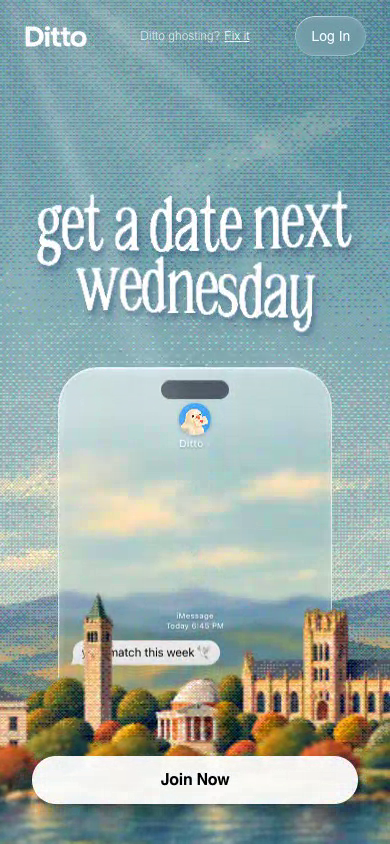 Ditto
Ditto ghosting? Fix it
Log In
get a date next
wednesday
Ditto
iMessage
Today 6:45 PM
match this week 🕊️
Join Now